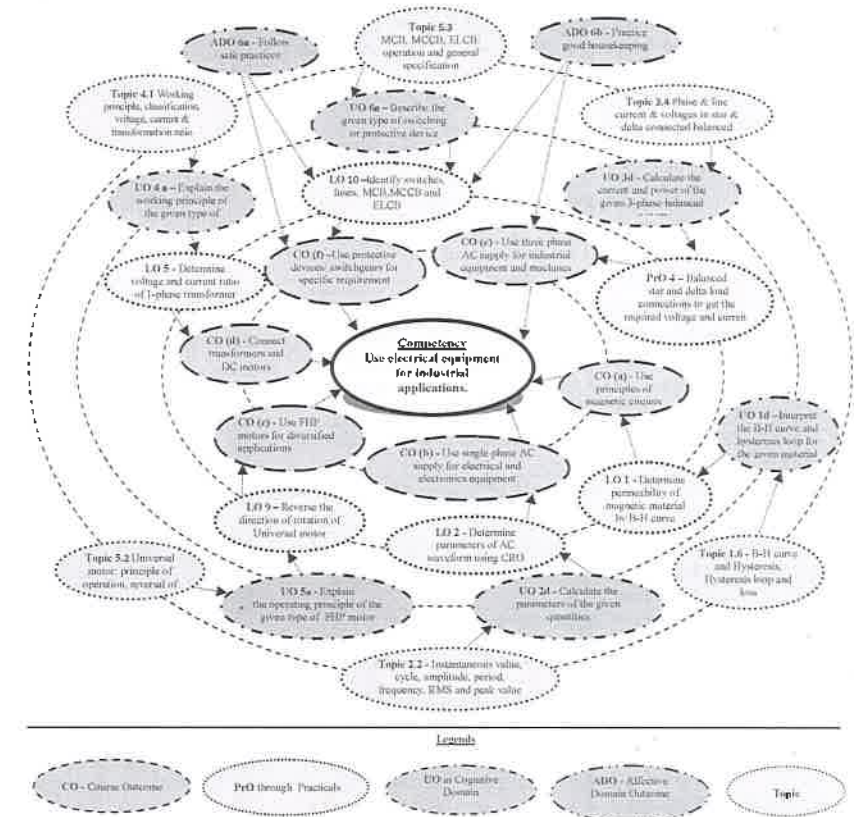 ADO 6a - Follow
safe practices
Topic 5.3
MCB, MCCB, ELCB
operation and general
specification
ADO 6b - Practice
good housekeeping
Topic 4.1 Working
principle, classification,
voltage, current &
transformation ratio
UO 6a – Describe the
given type of switching
or protective device
Topic 3.4 Phase & line
current & voltages in star &
delta connected balanced
UO 4 a – Explain the
working principle of
the given type of
LO 10 –Identify switches,
fuses, MCB,MCCB and
ELCB
UO 3d - Calculate the
current and power of the
given 3-phase balanced
LO 5 - Determine
voltage and current ratio
of 1-phase transformer
CO (f) – Use protective
devices/ switchgears for
specific requirement
CO (c) - Use three phase
AC supply for industrial
equipment and machines
PrO 4 – Balanced
star and delta load
connections to get the
required voltage and current
CO (d) - Connect
transformers and
DC motors
Competency
Use electrical equipment
for industrial
applications.
CO (a) - Use
principles of
magnetic circuits
CO (e) - Use FHP
motors for diversified
applications
CO (b) - Use single phase AC
supply for electrical and
electronics equipment
UO 1d – Interpret
the B-H curve and
hysteresis loop for
the given material
LO 9 – Reverse the
direction of rotation of
Universal motor
LO 2 - Determine
parameters of AC
waveform using CRO
LO 1 - Determine
permeability of
magnetic material
by B-H curve
Topic 5.2 Universal
motor: principle of
operation, reversal of
UO 5a - Explain
the operating principle of the
given type of FHP motor
UO 2d - Calculate the
parameters of the given
quantities
Topic 1.6 - B-H curve
and Hysteresis,
Hysteresis loop and
loss
Topic 2.2 - Instantaneous value,
cycle, amplitude, period,
frequency, RMS and peak value
Legends
CO - Course Outcome
PrO through Practicals
UO in Cognitive
Domain
ADO - Affective
Domain Outcome
Topic